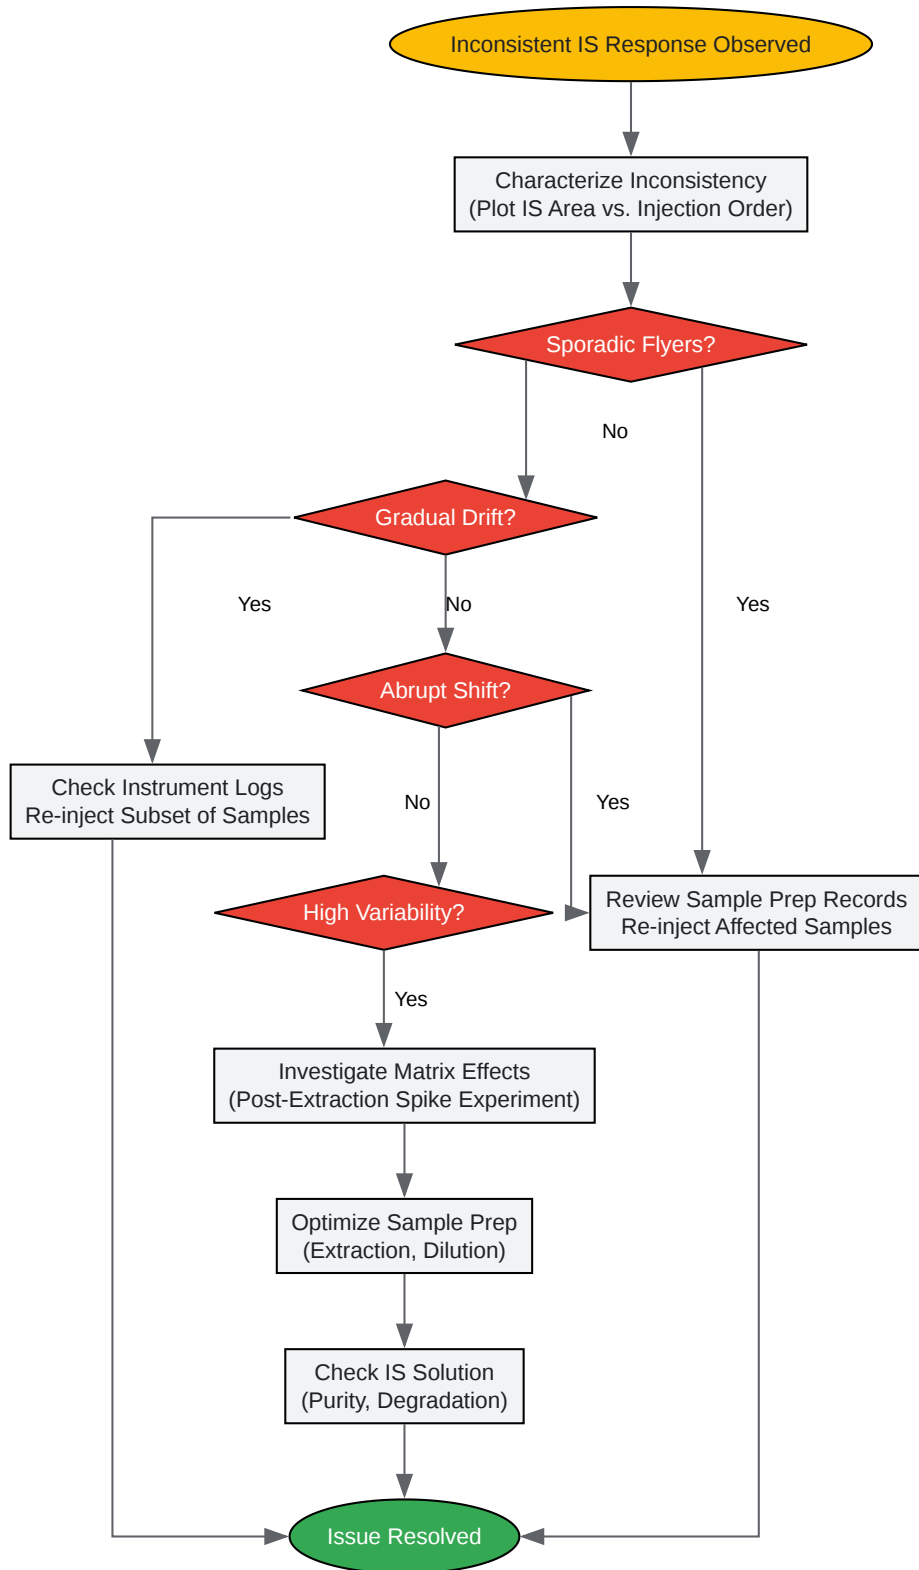 Inconsistent IS Response Observed
Characterize Inconsistency
(Plot IS Area vs. Injection Order)
Sporadic Flyers?
No
Gradual Drift?
Yes
No
Yes
Abrupt Shift?
Check Instrument Logs
Re-inject Subset of Samples
No
Yes
High Variability?
Review Sample Prep Records
Re-inject Affected Samples
Yes
Investigate Matrix Effects
(Post-Extraction Spike Experiment)
Optimize Sample Prep
(Extraction, Dilution)
Check IS Solution
(Purity, Degradation)
Issue Resolved